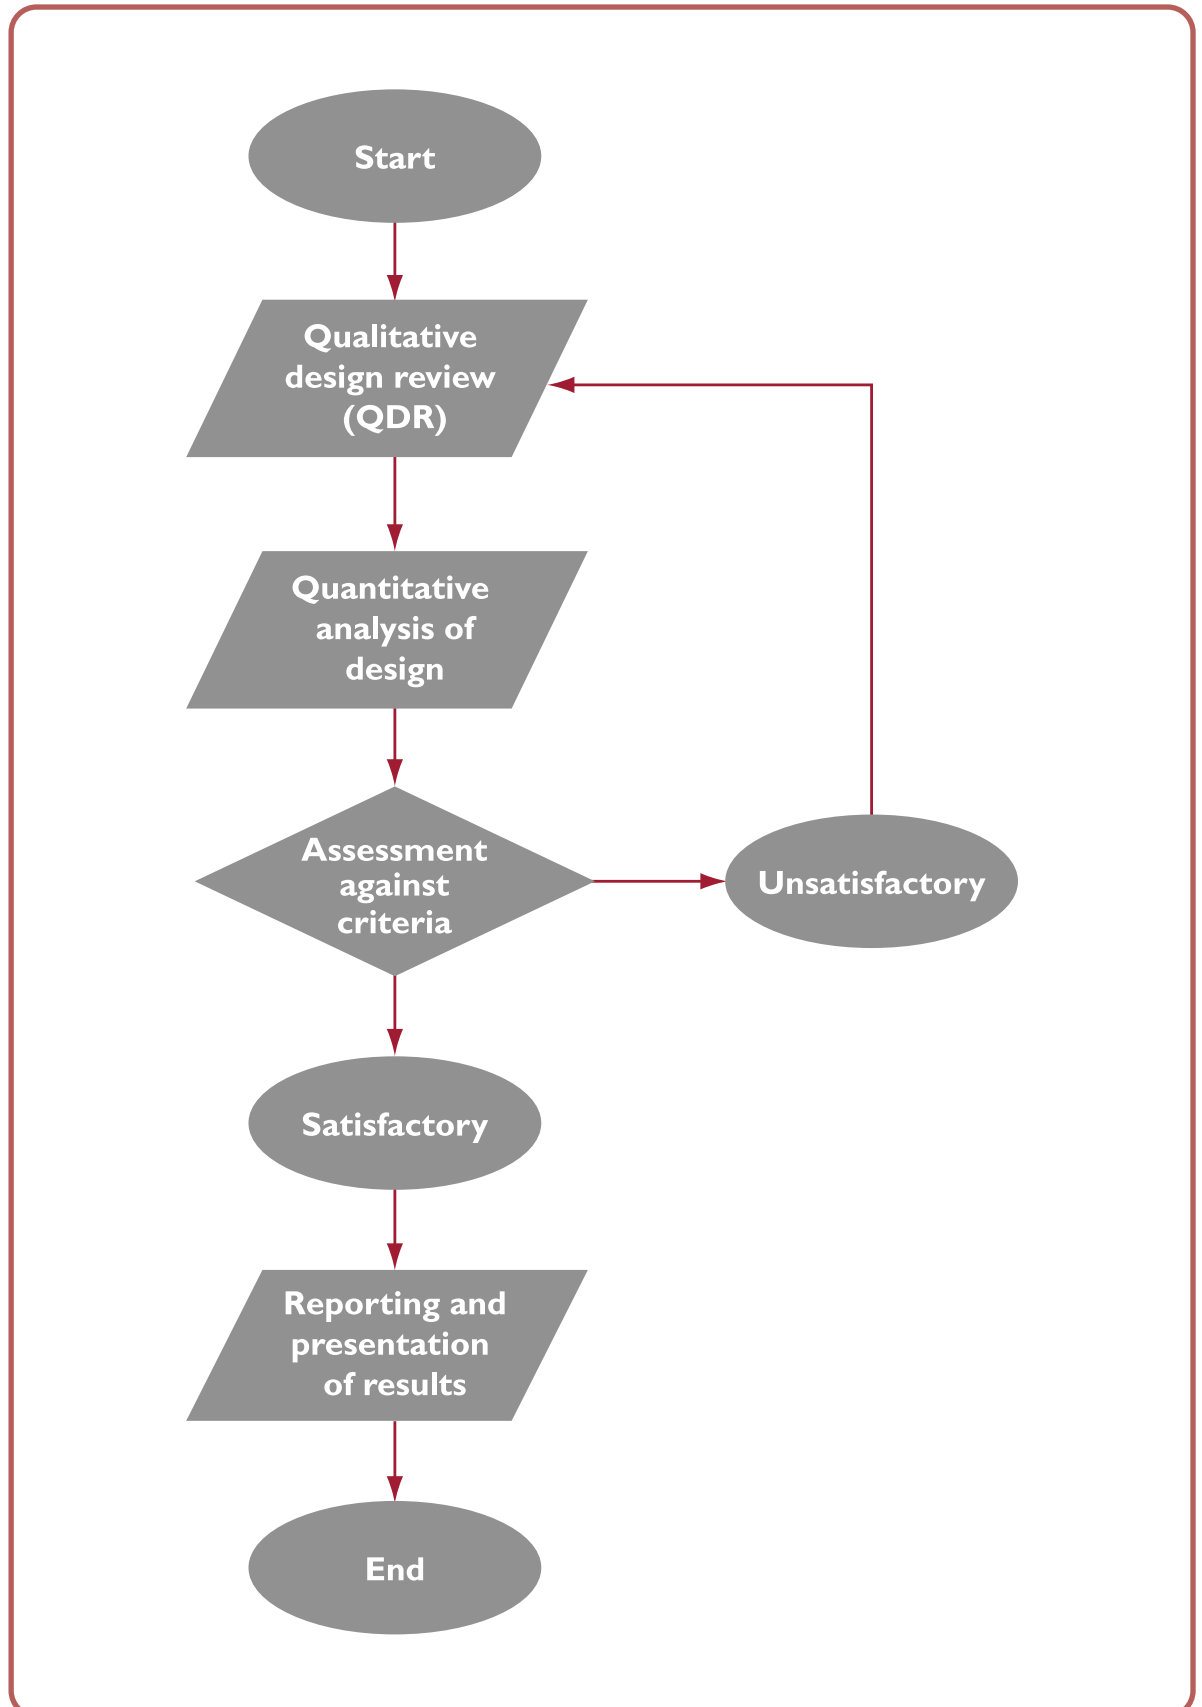 Start
Qualitative
design review
(QDR)
Quantitative
analysis of
design
Assessment
against
criteria
Unsatisfactory
Satisfactory
Reporting and
presentation
of results
End